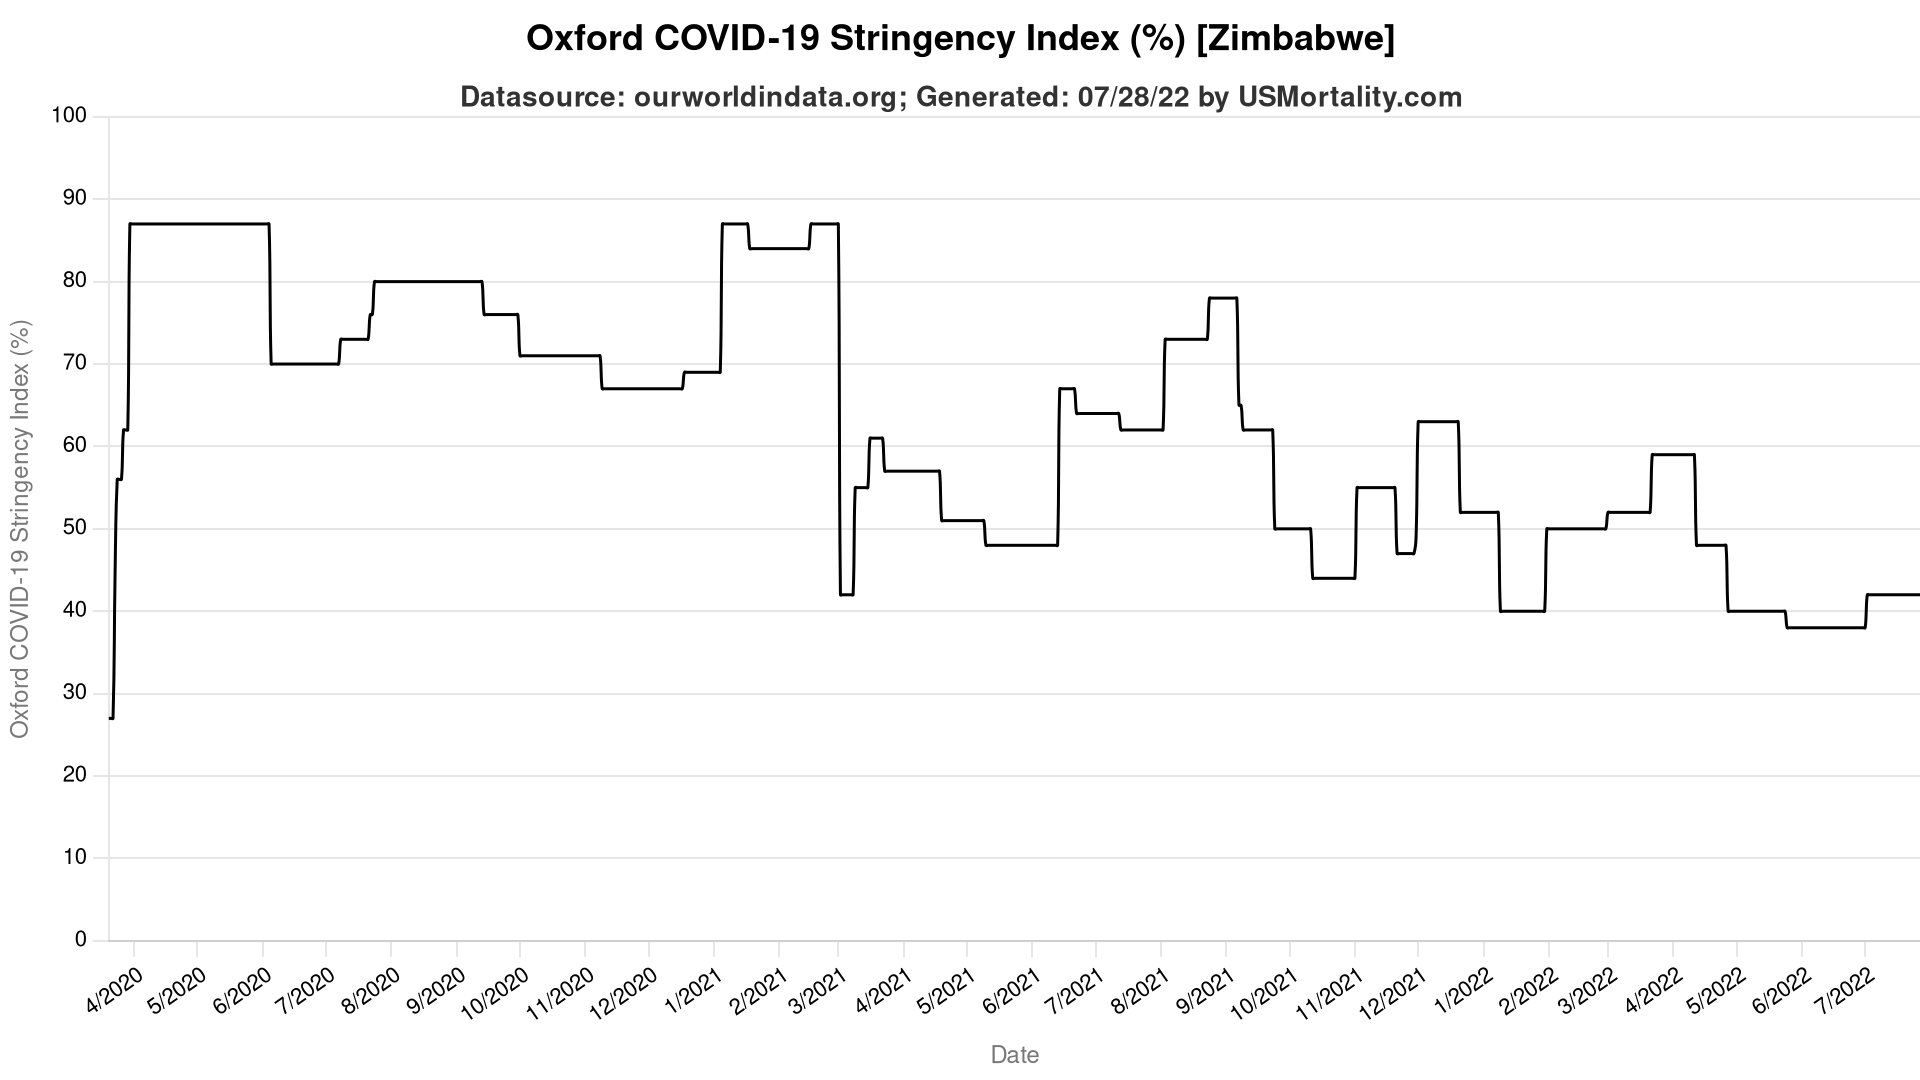 Oxford COVID-19 Stringency Index (%) [Zimbabwe]
Datasource: ourworldindata.org; Generated: 07/28/22 by USMortality.com
Oxford COVID-19 Stringency Index (%)
100
90
80
70
60
50
40
30
20
10
0
4/2020 5/2020 6/2020 7/2020 8/2020 9/2020 10/2020 11/2020 12/2020 1/2021 2/2021 3/2021 4/2021 5/2021 6/2021 7/2021 8/2021 9/2021 10/2021 11/2021 12/2021 1/2022 2/2022 3/2022 4/2022 5/2022 6/2022 7/2022
Date